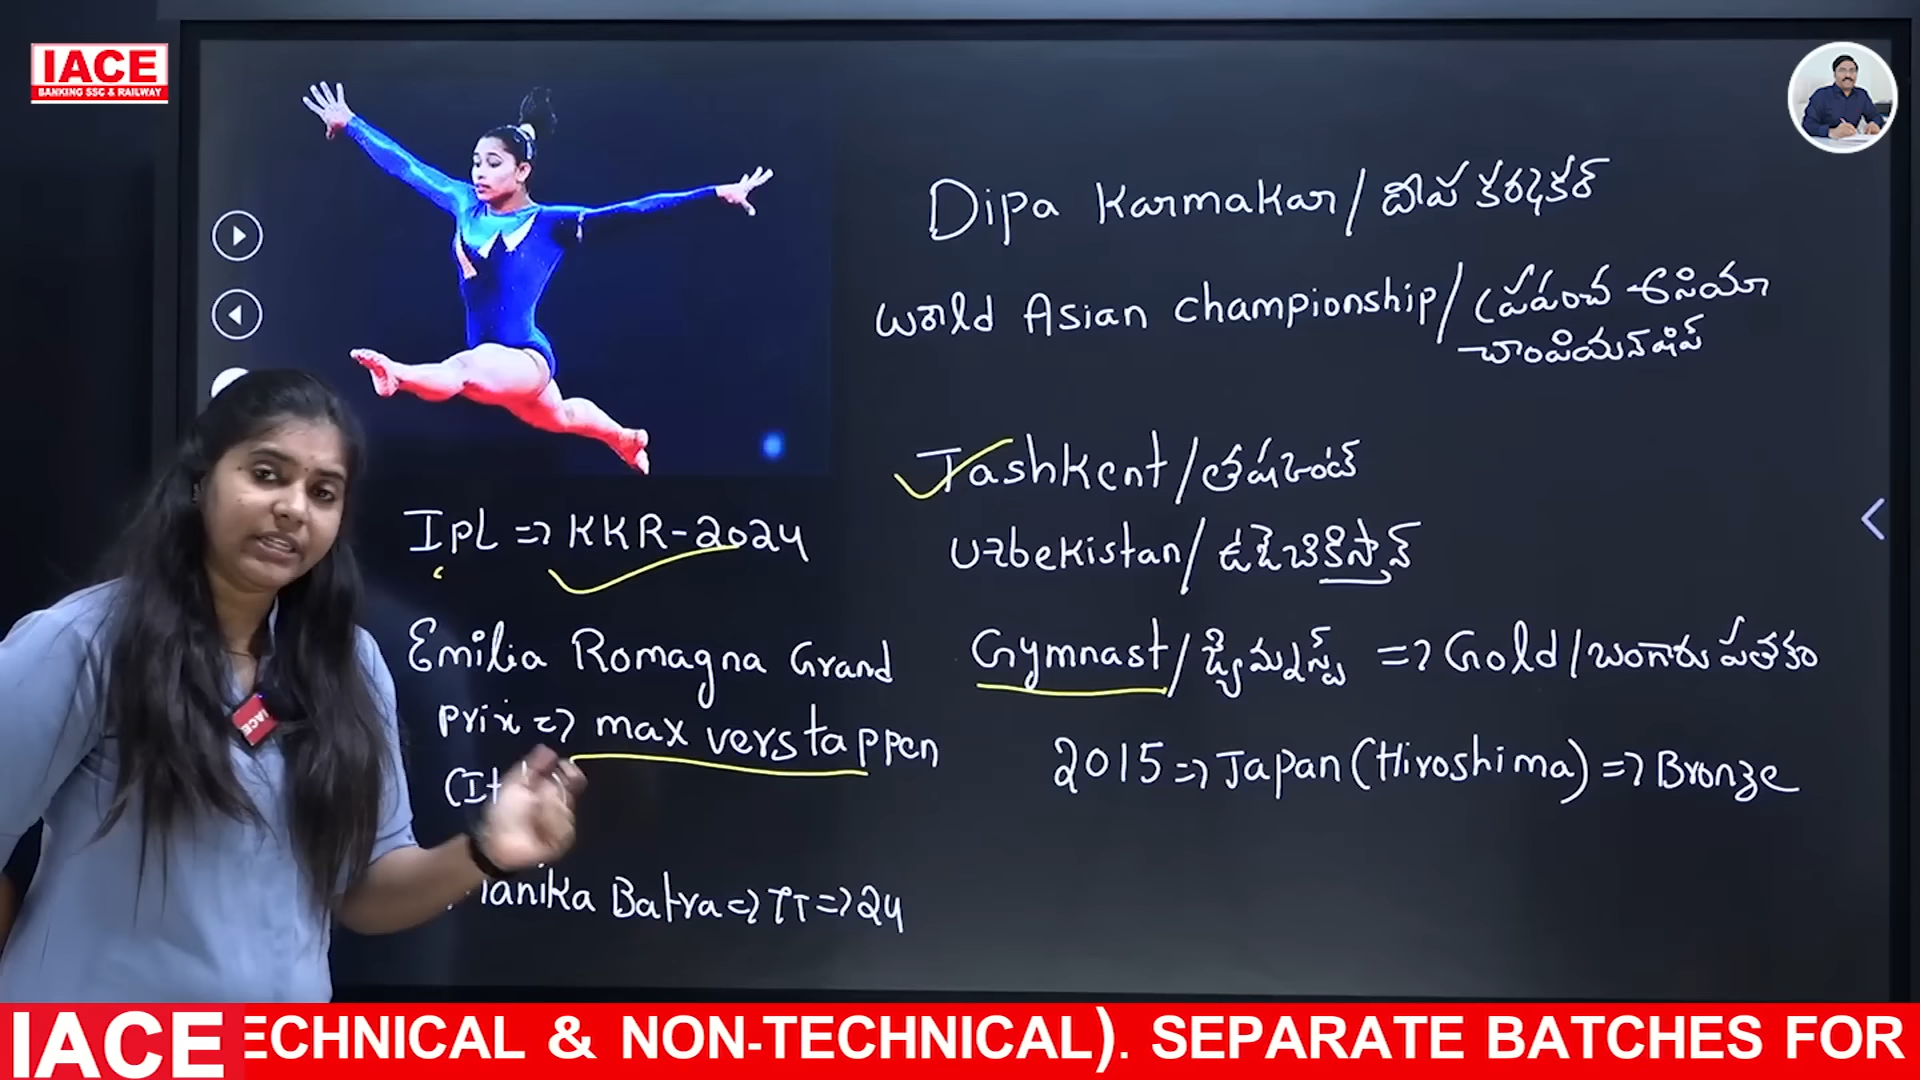 IACE
BANKING SSC & RAILWAY
Dipa Karmakar/దీప కర్మకర్
World Asian Championship/ప్రపంచ ఆసియా
చాంపియన్‌షిప్
Tashkent/తాష్కెంట్
Uzbekistan/ఉజ్బెకిస్తాన్
Gymnast/జిమ్నాస్ట్ => Gold/బంగారు పతకం
2015 => Japan (Hiroshima) => Bronze
Ipl => KKR-2024
Emilia Romagna Grand
Prix => max verstappen
Batra => TT => 24
IACE
IACE ECHNICAL & NON-TECHNICAL). SEPARATE BATCHES FOR